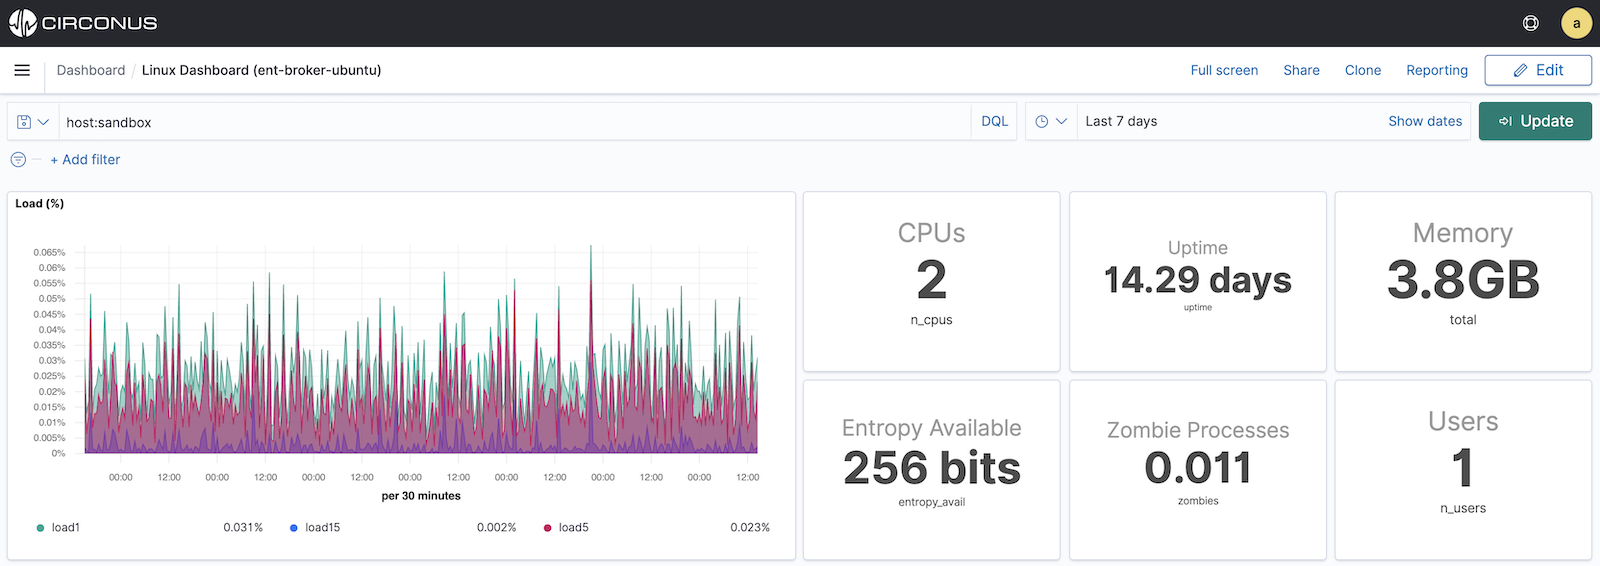 CIRCONUS
a
Dashboard / Linux Dashboard (ent-broker-ubuntu)
Full screen Share Clone Reporting Edit
host:sandbox DQL Last 7 days Show dates Update
+ Add filter
Load (%)
0.065%
0.06%
0.055%
0.05%
0.045%
0.04%
0.035%
0.03%
0.025%
0.02%
0.015%
0.01%
0.005%
0%
00:00 12:00 00:00 12:00 00:00 12:00 00:00 12:00 00:00 12:00 00:00 12:00 00:00 12:00
per 30 minutes
load1 0.031% load15 0.002% load5 0.023%
CPUs
2
n_cpus
Uptime
14.29 days
uptime
Memory
3.8GB
total
Entropy Available
256 bits
entropy_avail
Zombie Processes
0.011
zombies
Users
1
n_users